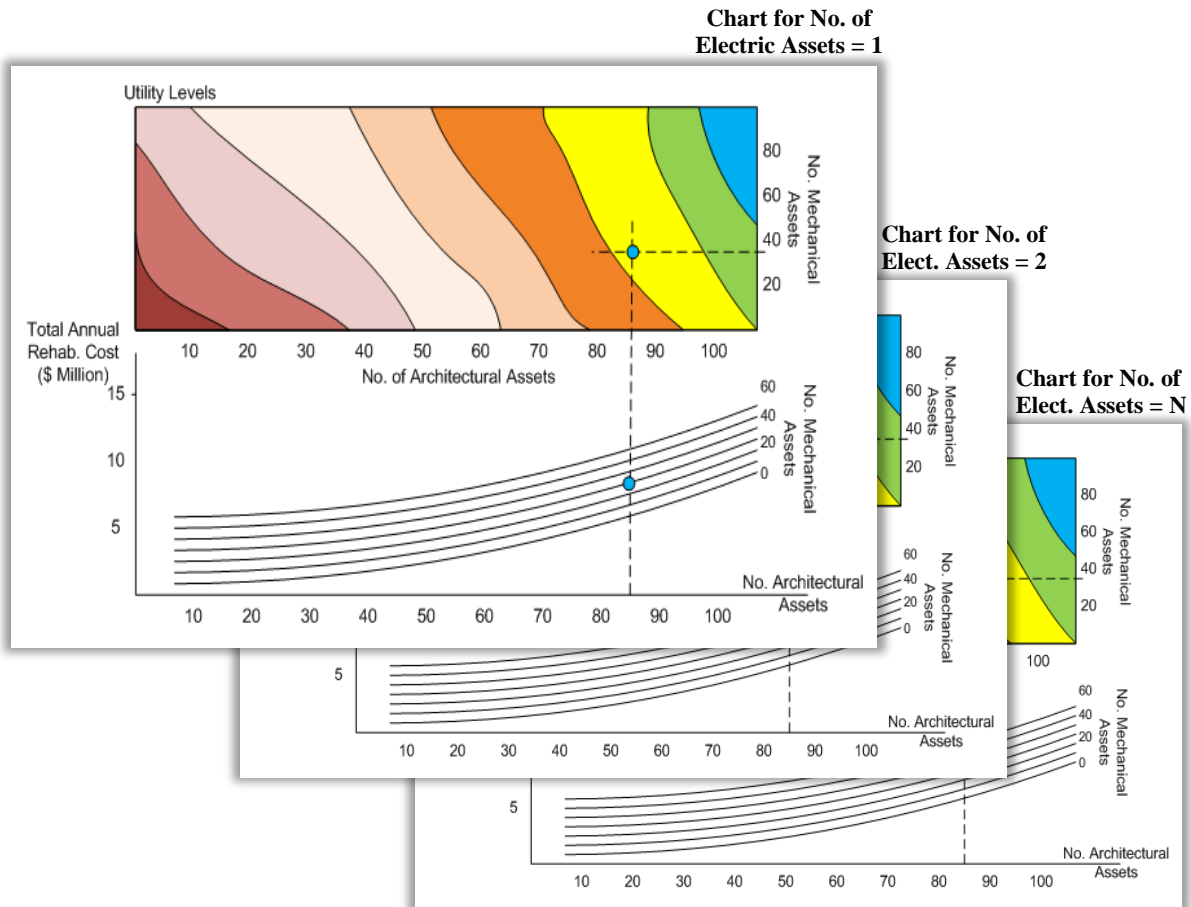 Chart for No. of
Electric Assets = 1
Utility Levels
80
60
40
20
No. Mechanical
Assets
Total Annual
Rehab. Cost
($ Million)
10 20 30 40 50 60 70 80 90 100
No. of Architectural Assets
15
10
5
60
40
20
0
No. Mechanical
Assets
No. Architectural
Assets
10 20 30 40 50 60 70 80 90 100
Chart for No. of
Elect. Assets = 2
80
60
40
20
No. Mechanical
Assets
60
40
20
0
No. Mechanical
Assets
5
No. Architectural
Assets
10 20 30 40 50 60 70 80 90 100
Chart for No. of
Elect. Assets = N
80
60
40
20
No. Mechanical
Assets
100
60
40
20
0
No. Mechanical
Assets
5
No. Architectural
Assets
10 20 30 40 50 60 70 80 90 100